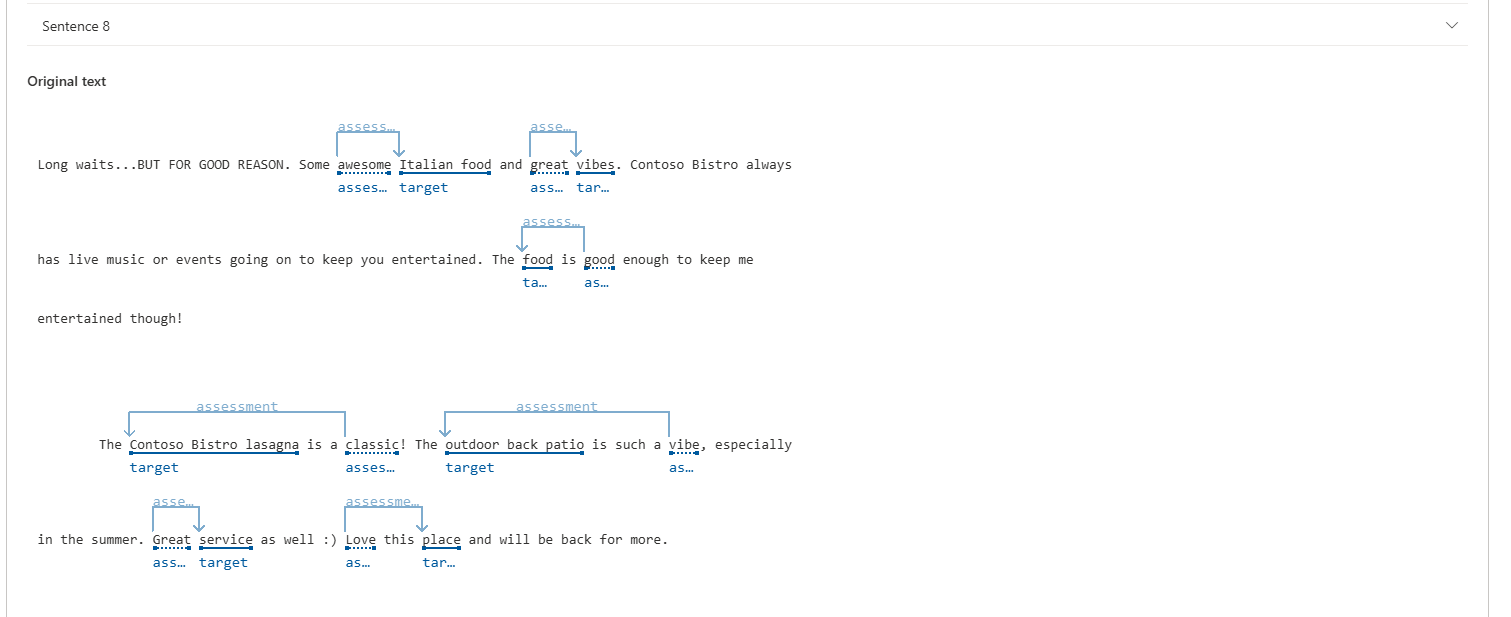 Sentence 8
Original text
assess… asse…
Long waits...BUT FOR GOOD REASON. Some awesome Italian food and great vibes. Contoso Bistro always
asses… target ass… tar…
assess…
has live music or events going on to keep you entertained. The food is good enough to keep me
ta… as…
entertained though!
assessment assessment
The Contoso Bistro lasagna is a classic! The outdoor back patio is such a vibe, especially
target asses… target as…
asse… assessme…
in the summer. Great service as well :) Love this place and will be back for more.
ass… target as… tar…